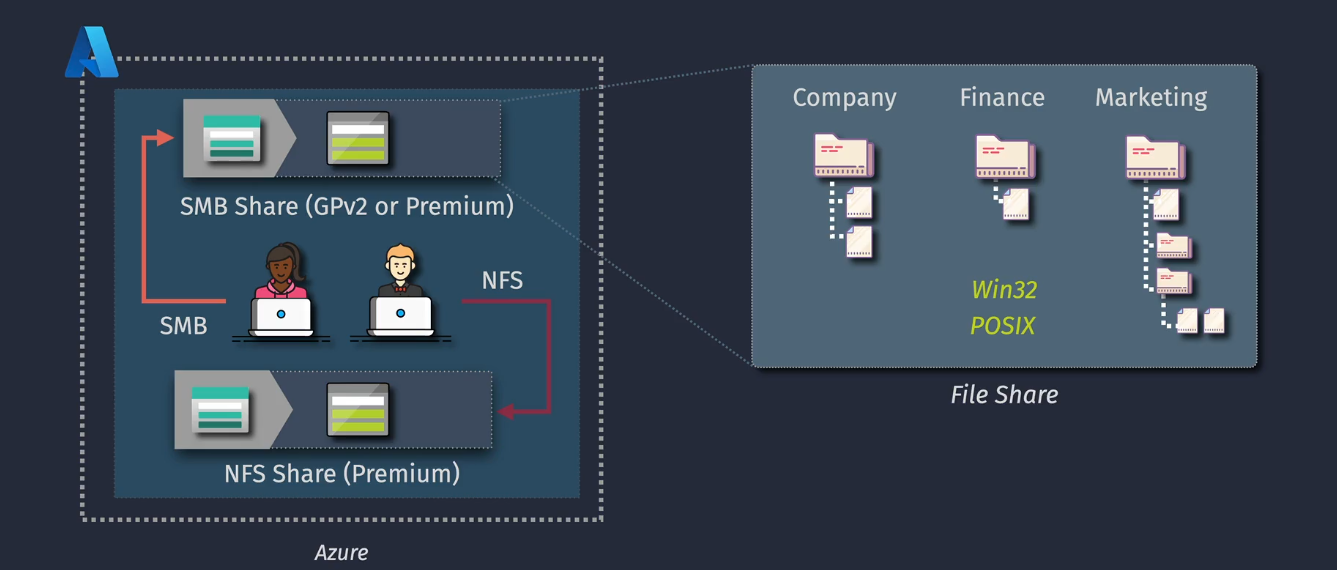 SMB Share (GPv2 or Premium)
NFS
SMB
NFS Share (Premium)
Azure
Company Finance Marketing
Win32
POSIX
File Share